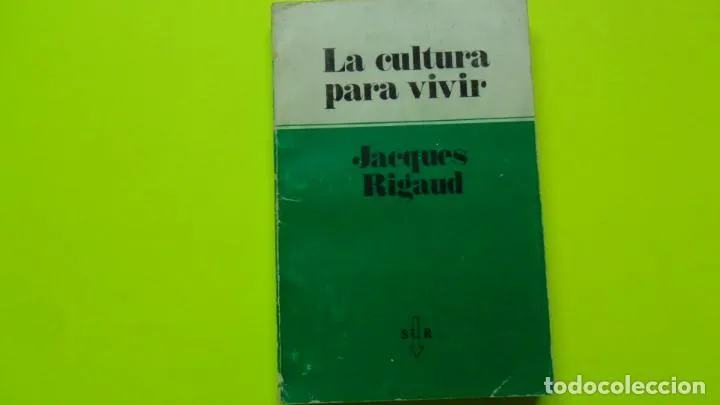 La cultura
para vivir
Jacques
Rigaud
SUR
todocoleccion